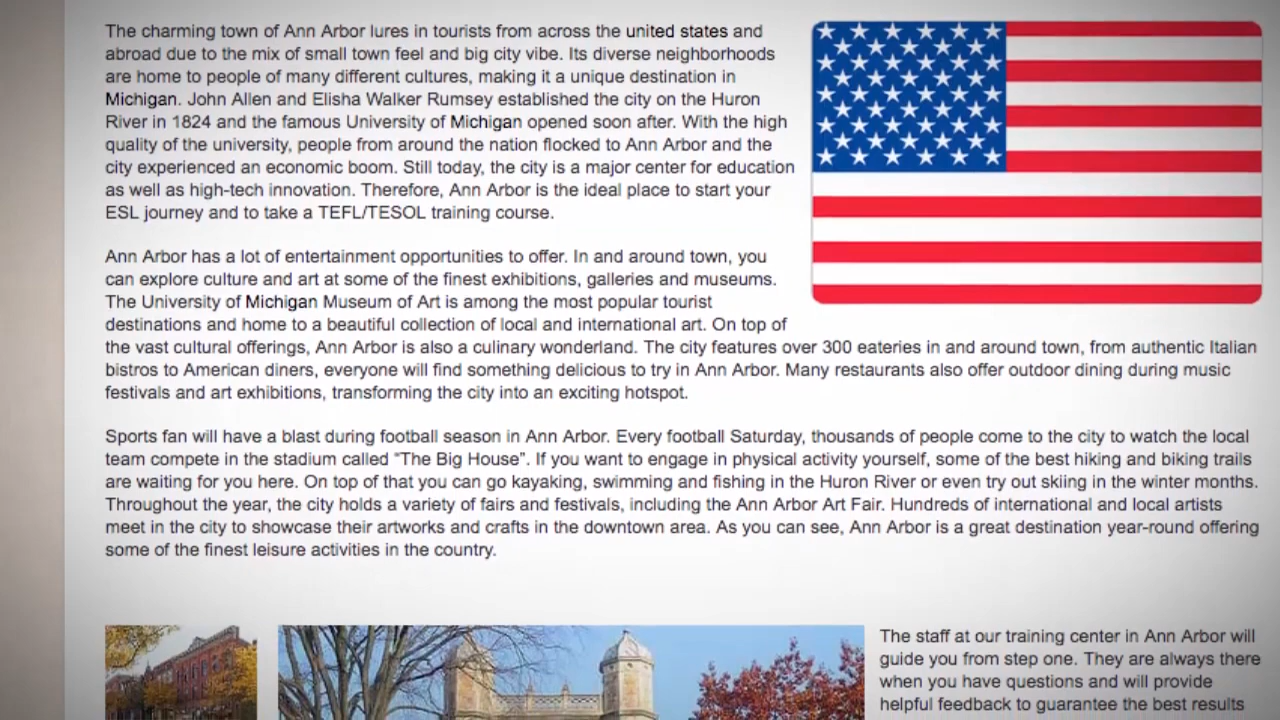 The charming town of Ann Arbor lures in tourists from across the united states and
abroad due to the mix of small town feel and big city vibe. Its diverse neighborhoods
are home to people of many different cultures, making it a unique destination in
Michigan. John Allen and Elisha Walker Rumsey established the city on the Huron
River in 1824 and the famous University of Michigan opened soon after. With the high
quality of the university, people from around the nation flocked to Ann Arbor and the
city experienced an economic boom. Still today, the city is a major center for education
as well as high-tech innovation. Therefore, Ann Arbor is the ideal place to start your
ESL journey and to take a TEFL/TESOL training course.
Ann Arbor has a lot of entertainment opportunities to offer. In and around town, you
can explore culture and art at some of the finest exhibitions, galleries and museums.
The University of Michigan Museum of Art is among the most popular tourist
destinations and home to a beautiful collection of local and international art. On top of
the vast cultural offerings, Ann Arbor is also a culinary wonderland. The city features over 300 eateries in and around town, from authentic Italian
bistros to American diners, everyone will find something delicious to try in Ann Arbor. Many restaurants also offer outdoor dining during music
festivals and art exhibitions, transforming the city into an exciting hotspot.
Sports fan will have a blast during football season in Ann Arbor. Every football Saturday, thousands of people come to the city to watch the local
team compete in the stadium called “The Big House”. If you want to engage in physical activity yourself, some of the best hiking and biking trails
are waiting for you here. On top of that you can go kayaking, swimming and fishing in the Huron River or even try out skiing in the winter months.
Throughout the year, the city holds a variety of fairs and festivals, including the Ann Arbor Art Fair. Hundreds of international and local artists
meet in the city to showcase their artworks and crafts in the downtown area. As you can see, Ann Arbor is a great destination year-round offering
some of the finest leisure activities in the country.
The staff at our training center in Ann Arbor will
guide you from step one. They are always there
when you have questions and will provide
helpful feedback to guarantee the best results